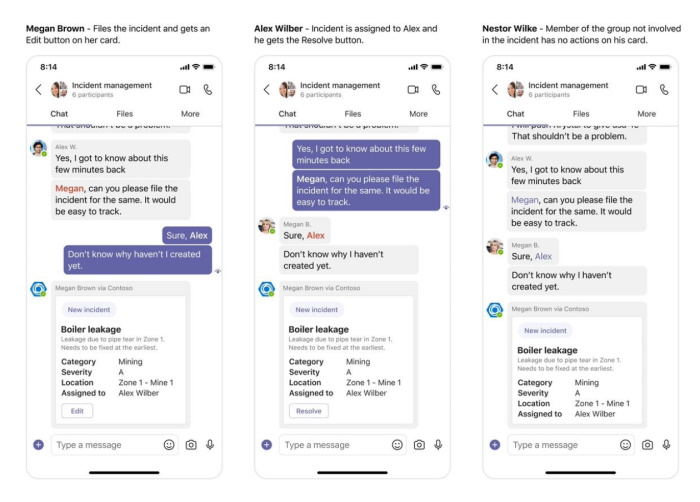 Megan Brown - Files the incident and gets an
Edit button on her card.
8:14
Incident management
6 participants
Chat Files More
That shouldn't be a problem.
Alex W.
Yes, I got to know about this
few minutes back
Megan, can you please file the
incident for the same. It would
be easy to track.
Sure, Alex
Don't know why haven't I created
yet.
Megan Brown via Contoso
New incident
Boiler leakage
Leakage due to pipe tear in Zone 1.
Needs to be fixed at the earliest.
Category Mining
Severity A
Location Zone 1 - Mine 1
Assigned to Alex Wilber
Edit
Type a message
Alex Wilber - Incident is assigned to Alex and
he gets the Resolve button.
8:14
Incident management
6 participants
Chat Files More
That shouldn't be a problem.
Yes, I got to know about this few
minutes back
Megan, can you please file the
incident for the same. It would be
easy to track.
Megan B.
Sure, Alex
Don't know why I haven't
created yet.
Megan Brown via Contoso
New incident
Boiler leakage
Leakage due to pipe tear in Zone 1.
Needs to be fixed at the earliest.
Category Mining
Severity A
Location Zone 1 - Mine 1
Assigned to Alex Wilber
Resolve
Type a message
Nestor Wilke - Member of the group not involved
in the incident has no actions on his card.
8:14
Incident management
6 participants
Chat Files More
That shouldn't be a problem.
Alex W.
Yes, I got to know about this
few minutes back
Megan, can you please file the
incident for the same. It would
be easy to track.
Megan B.
Sure, Alex
Don't know why I haven't
created yet.
Megan Brown via Contoso
New incident
Boiler leakage
Leakage due to pipe tear in Zone 1.
Needs to be fixed at the earliest.
Category Mining
Severity A
Location Zone 1 - Mine 1
Assigned to Alex Wilber
Type a message